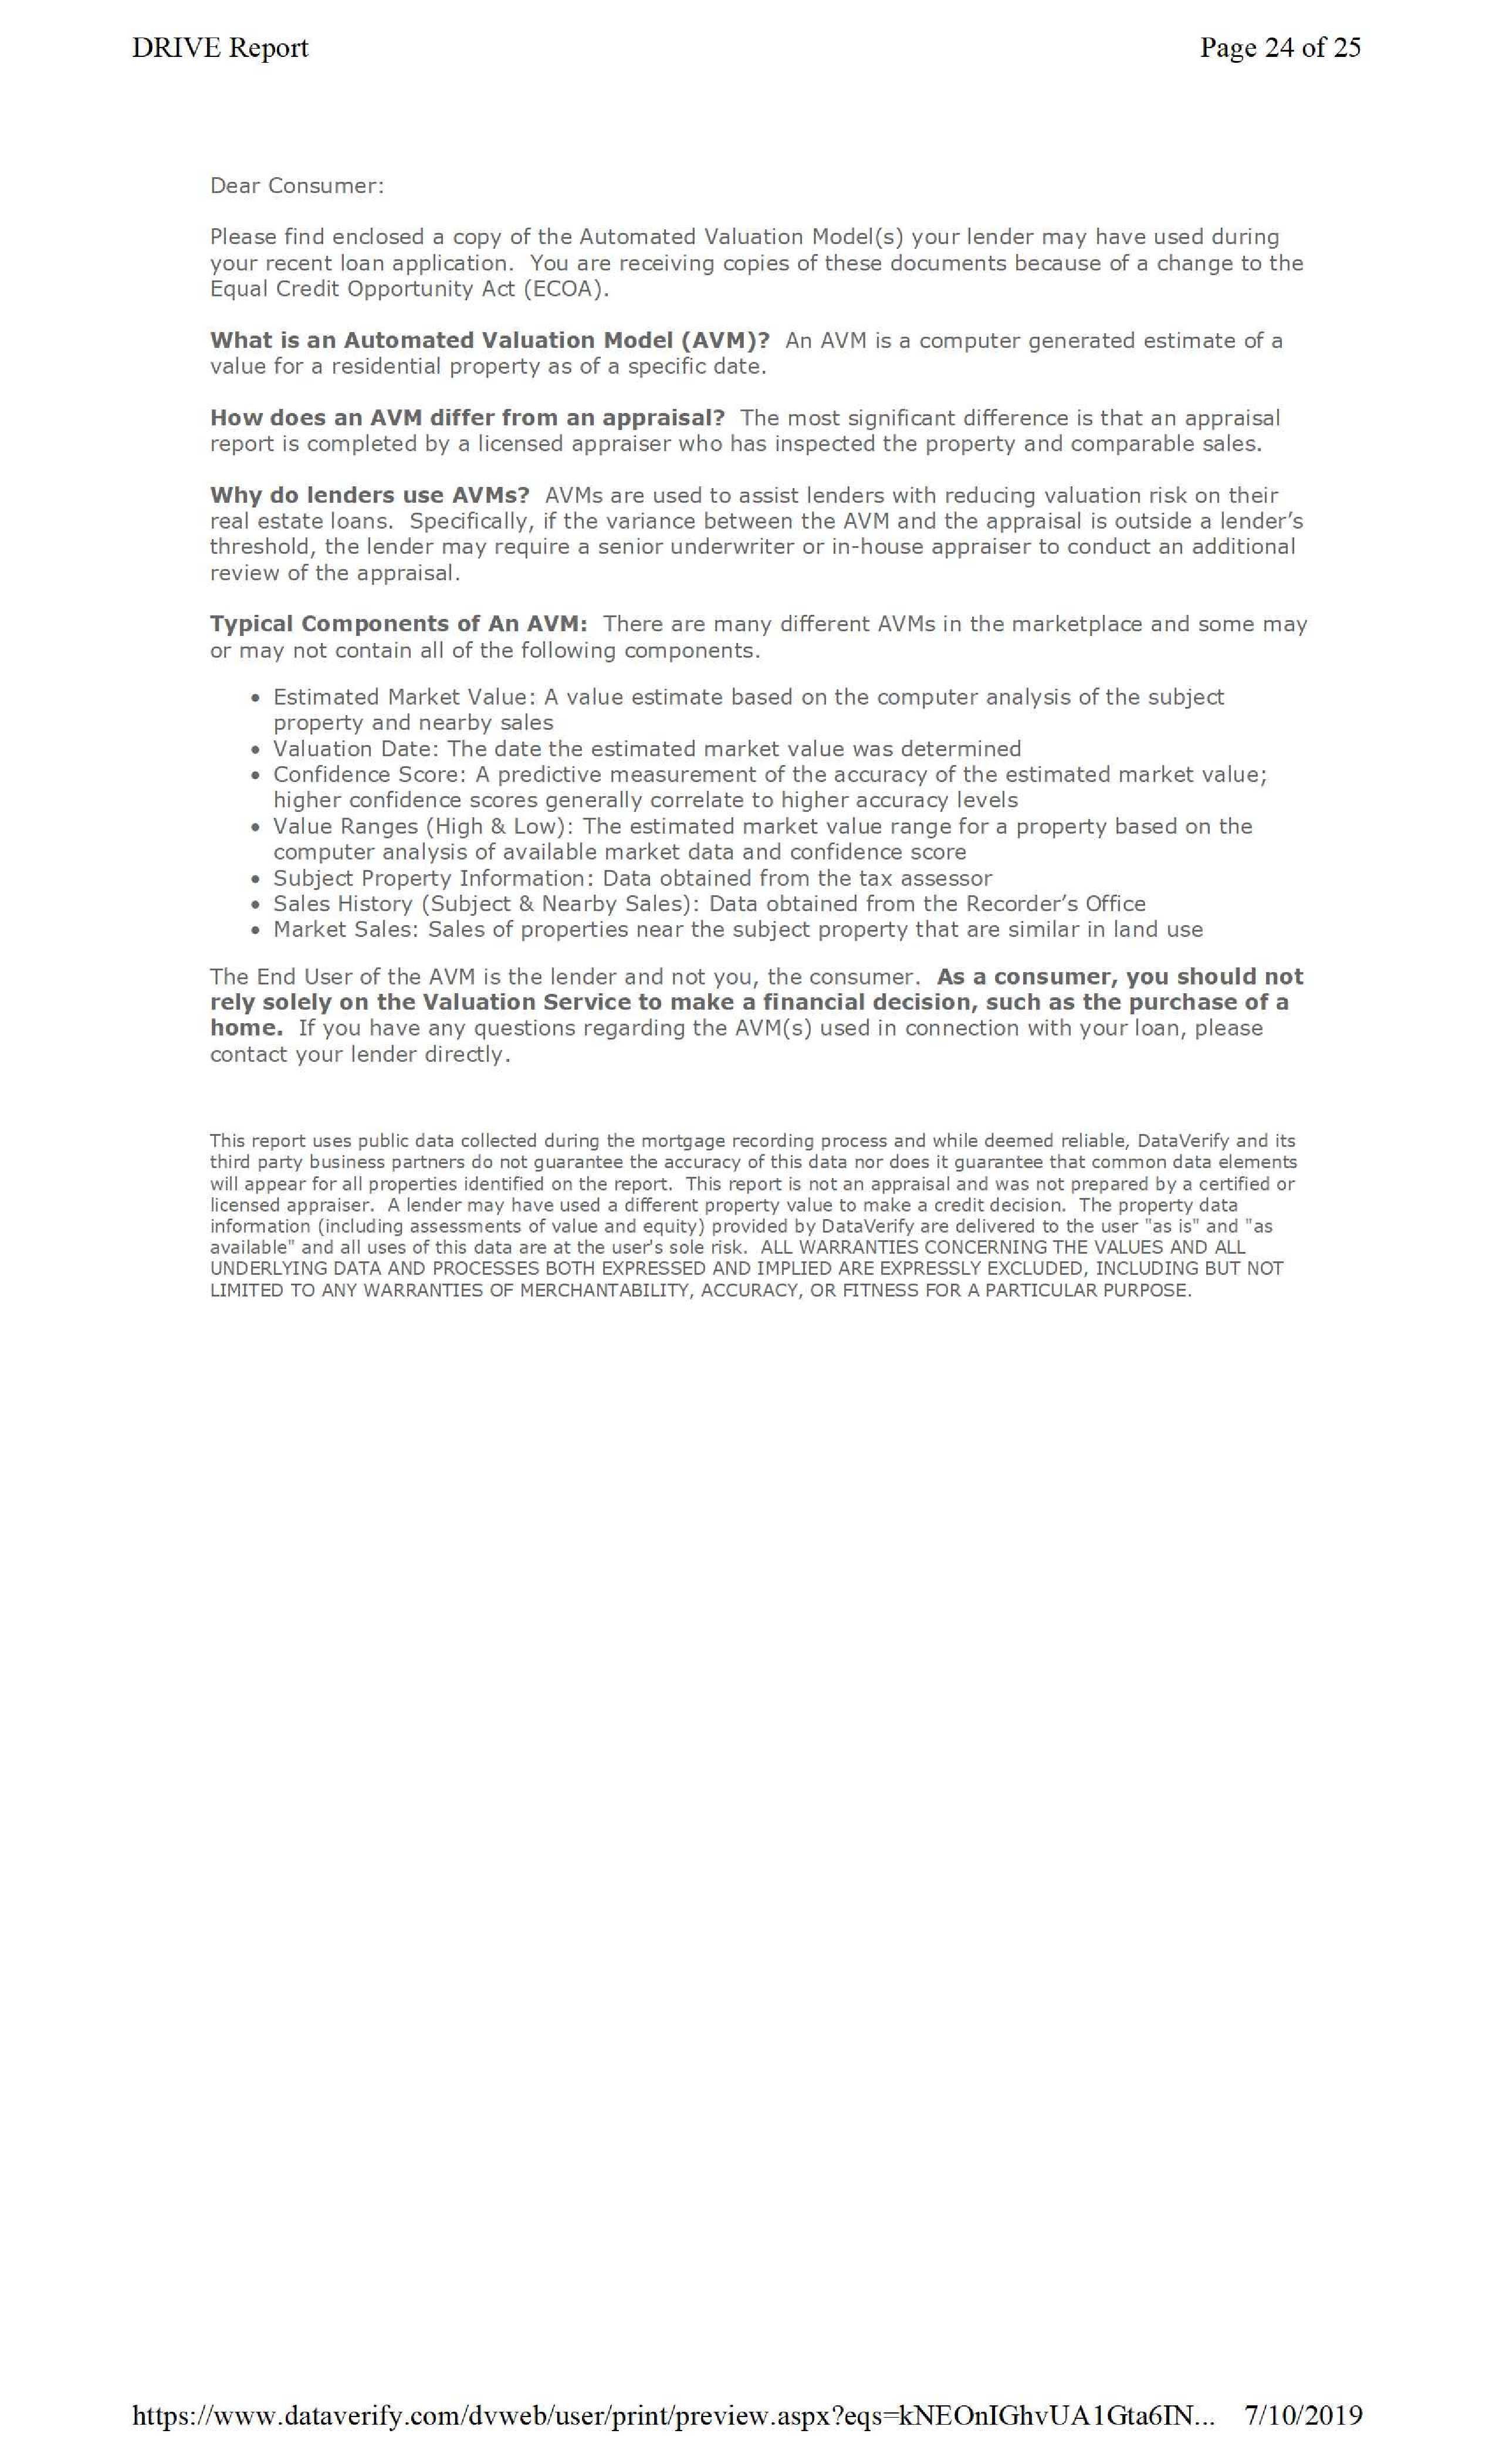 DRIVE Report Page 24 of 25
Dear Consumer:
Please find enclosed a copy of the Automated Valuation Model(s) your lender may have used during
your recent loan application.  You are receiving copies of these documents because of a change to the
Equal Credit Opportunity Act (ECOA).
What is an Automated Valuation Model (AVM)?  An AVM is a computer generated estimate of a
value for a residential property as of a specific date.
How does an AVM differ from an appraisal?  The most significant difference is that an appraisal
report is completed by a licensed appraiser who has inspected the property and comparable sales.
Why do lenders use AVMs?  AVMs are used to assist lenders with reducing valuation risk on their
real estate loans.  Specifically, if the variance between the AVM and the appraisal is outside a lender’s
threshold, the lender may require a senior underwriter or in-house appraiser to conduct an additional
review of the appraisal.
Typical Components of An AVM:  There are many different AVMs in the marketplace and some may
or may not contain all of the following components.
• Estimated Market Value: A value estimate based on the computer analysis of the subject
property and nearby sales
• Valuation Date: The date the estimated market value was determined
• Confidence Score: A predictive measurement of the accuracy of the estimated market value;
higher confidence scores generally correlate to higher accuracy levels
• Value Ranges (High & Low): The estimated market value range for a property based on the
computer analysis of available market data and confidence score
• Subject Property Information: Data obtained from the tax assessor
• Sales History (Subject & Nearby Sales): Data obtained from the Recorder’s Office
• Market Sales: Sales of properties near the subject property that are similar in land use
The End User of the AVM is the lender and not you, the consumer.  As a consumer, you should not
rely solely on the Valuation Service to make a financial decision, such as the purchase of a
home.  If you have any questions regarding the AVM(s) used in connection with your loan, please
contact your lender directly.
This report uses public data collected during the mortgage recording process and while deemed reliable, DataVerify and its
third party business partners do not guarantee the accuracy of this data nor does it guarantee that common data elements
will appear for all properties identified on the report.  This report is not an appraisal and was not prepared by a certified or
licensed appraiser.  A lender may have used a different property value to make a credit decision.  The property data
information (including assessments of value and equity) provided by DataVerify are delivered to the user "as is" and "as
available" and all uses of this data are at the user's sole risk.  ALL WARRANTIES CONCERNING THE VALUES AND ALL
UNDERLYING DATA AND PROCESSES BOTH EXPRESSED AND IMPLIED ARE EXPRESSLY EXCLUDED, INCLUDING BUT NOT
LIMITED TO ANY WARRANTIES OF MERCHANTABILITY, ACCURACY, OR FITNESS FOR A PARTICULAR PURPOSE.
https://www.dataverify.com/dvweb/user/print/preview.aspx?eqs=kNEOnIGhvUA1Gta6IN... 7/10/2019